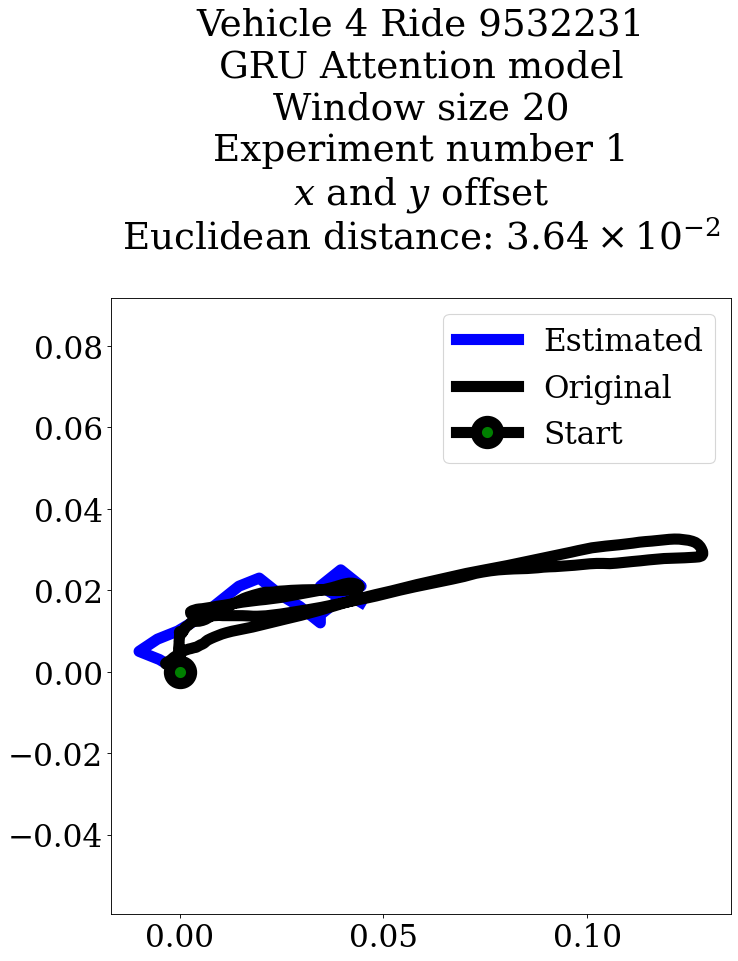 Vehicle 4 Ride 9532231
GRU Attention model
Window size 20
Experiment number 1
x and y offset
Euclidean distance: 3.64 × 10⁻²
Estimated
Original
Start
0.08
0.06
0.04
0.02
0.00
−0.02
−0.04
0.00 0.05 0.10